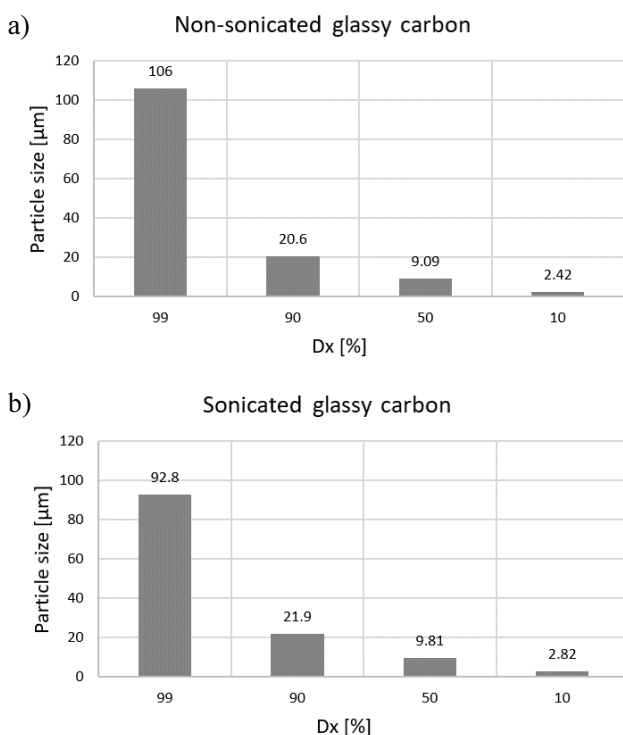 a)
Non-sonicated glassy carbon
120
100
80
60
40
20
0
Particle size [µm]
106
20.6
9.09
2.42
99 90 50 10
Dx [%]
b)
Sonicated glassy carbon
120
100
80
60
40
20
0
Particle size [µm]
92.8
21.9
9.81
2.82
99 90 50 10
Dx [%]